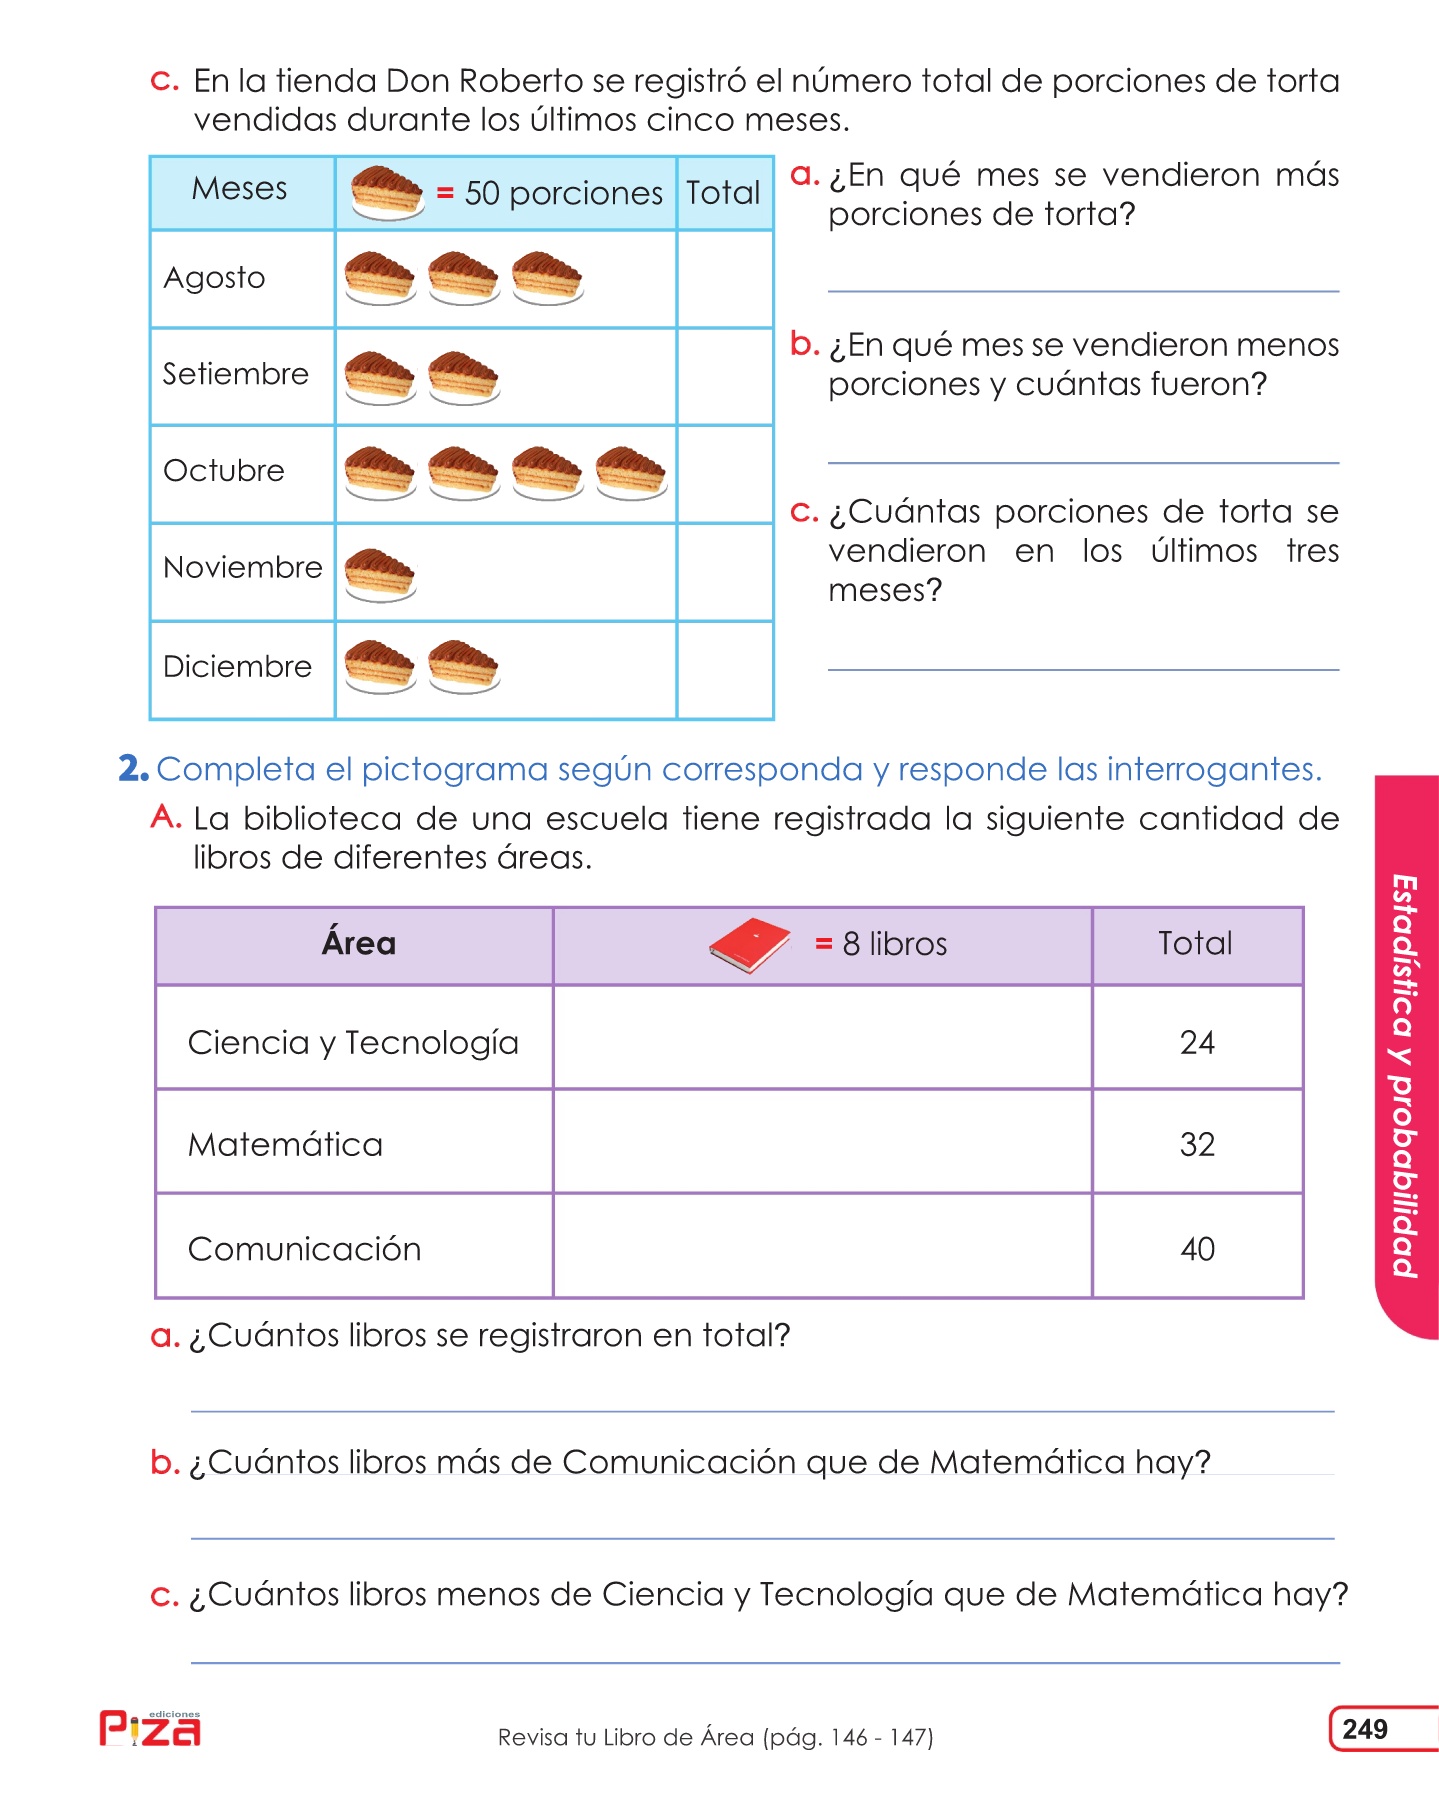 c. En la tienda Don Roberto se registró el número total de porciones de torta
vendidas durante los últimos cinco meses.
Meses
= 50 porciones
Total
Agosto
Setiembre
Octubre
Noviembre
Diciembre
a. ¿En qué mes se vendieron más
porciones de torta?
b. ¿En qué mes se vendieron menos
porciones y cuántas fueron?
c. ¿Cuántas porciones de torta se
vendieron en los últimos tres
meses?
2. Completa el pictograma según corresponda y responde las interrogantes.
A. La biblioteca de una escuela tiene registrada la siguiente cantidad de
libros de diferentes áreas.
Área
= 8 libros
Total
Ciencia y Tecnología
24
Matemática
32
Comunicación
40
a. ¿Cuántos libros se registraron en total?
b. ¿Cuántos libros más de Comunicación que de Matemática hay?
c. ¿Cuántos libros menos de Ciencia y Tecnología que de Matemática hay?
Estadística y probabilidad
ediciones
Piza
Revisa tu Libro de Área (pág. 146 - 147)
249